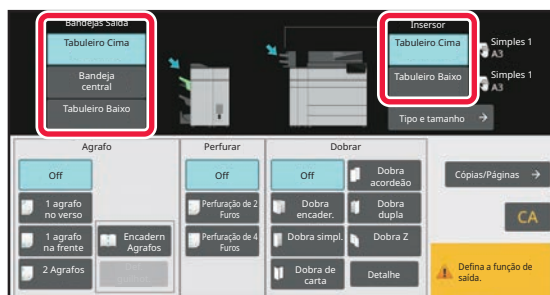 Bandejas Saída
Tabuleiro Cima
Bandeja
central
Tabuleiro Baixo
Insersor
Tabuleiro Cima
Simples 1
A3
Tabuleiro Baixo
Simples 1
A3
Tipo e tamanho
Agrafo
Off
1 agrafo
no verso
1 agrafo
na frente
2 Agrafos
Encadern
Agrafos
Perfurar
Off
Perfuração de 2
Furos
Perfuração de 4
Furos
Dobrar
Off
Dobra
acordeão
Dobra
encader.
Dobra
dupla
Dobra simpl.
Dobra Z
Dobra de
carta
Detalhe
Cópias/Páginas
CA
Defina a função de
saída.